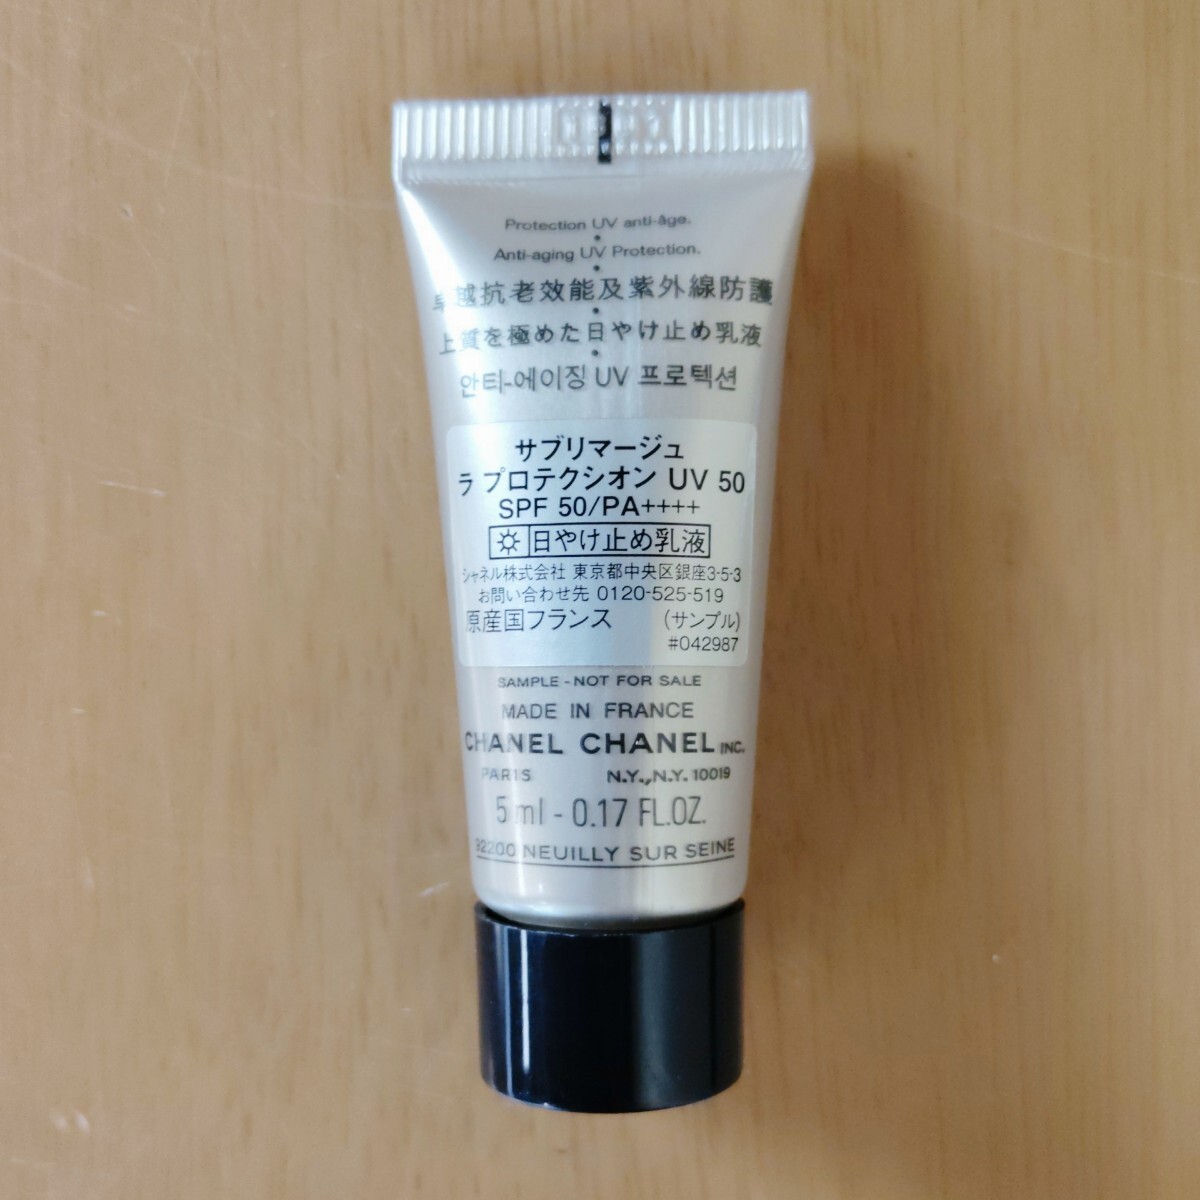 Protection UV anti-âge.
Anti-aging UV Protection.
卓越抗老效能及紫外線防護
上質を極めた日やけ止め乳液
안티-에이징 UV 프로텍션
サブリマージュ
ラ プロテクシオン UV 50
SPF 50/PA++++
日やけ止め乳液
シャネル株式会社 東京都中央区銀座3-5-3
お問い合わせ先 0120-525-519
原産国フランス (サンプル)
#042987
SAMPLE - NOT FOR SALE
MADE IN FRANCE
CHANEL CHANEL INC.
PARIS N.Y., N.Y. 10019
5 ml - 0.17 FL.OZ.
92200 NEUILLY SUR SEINE